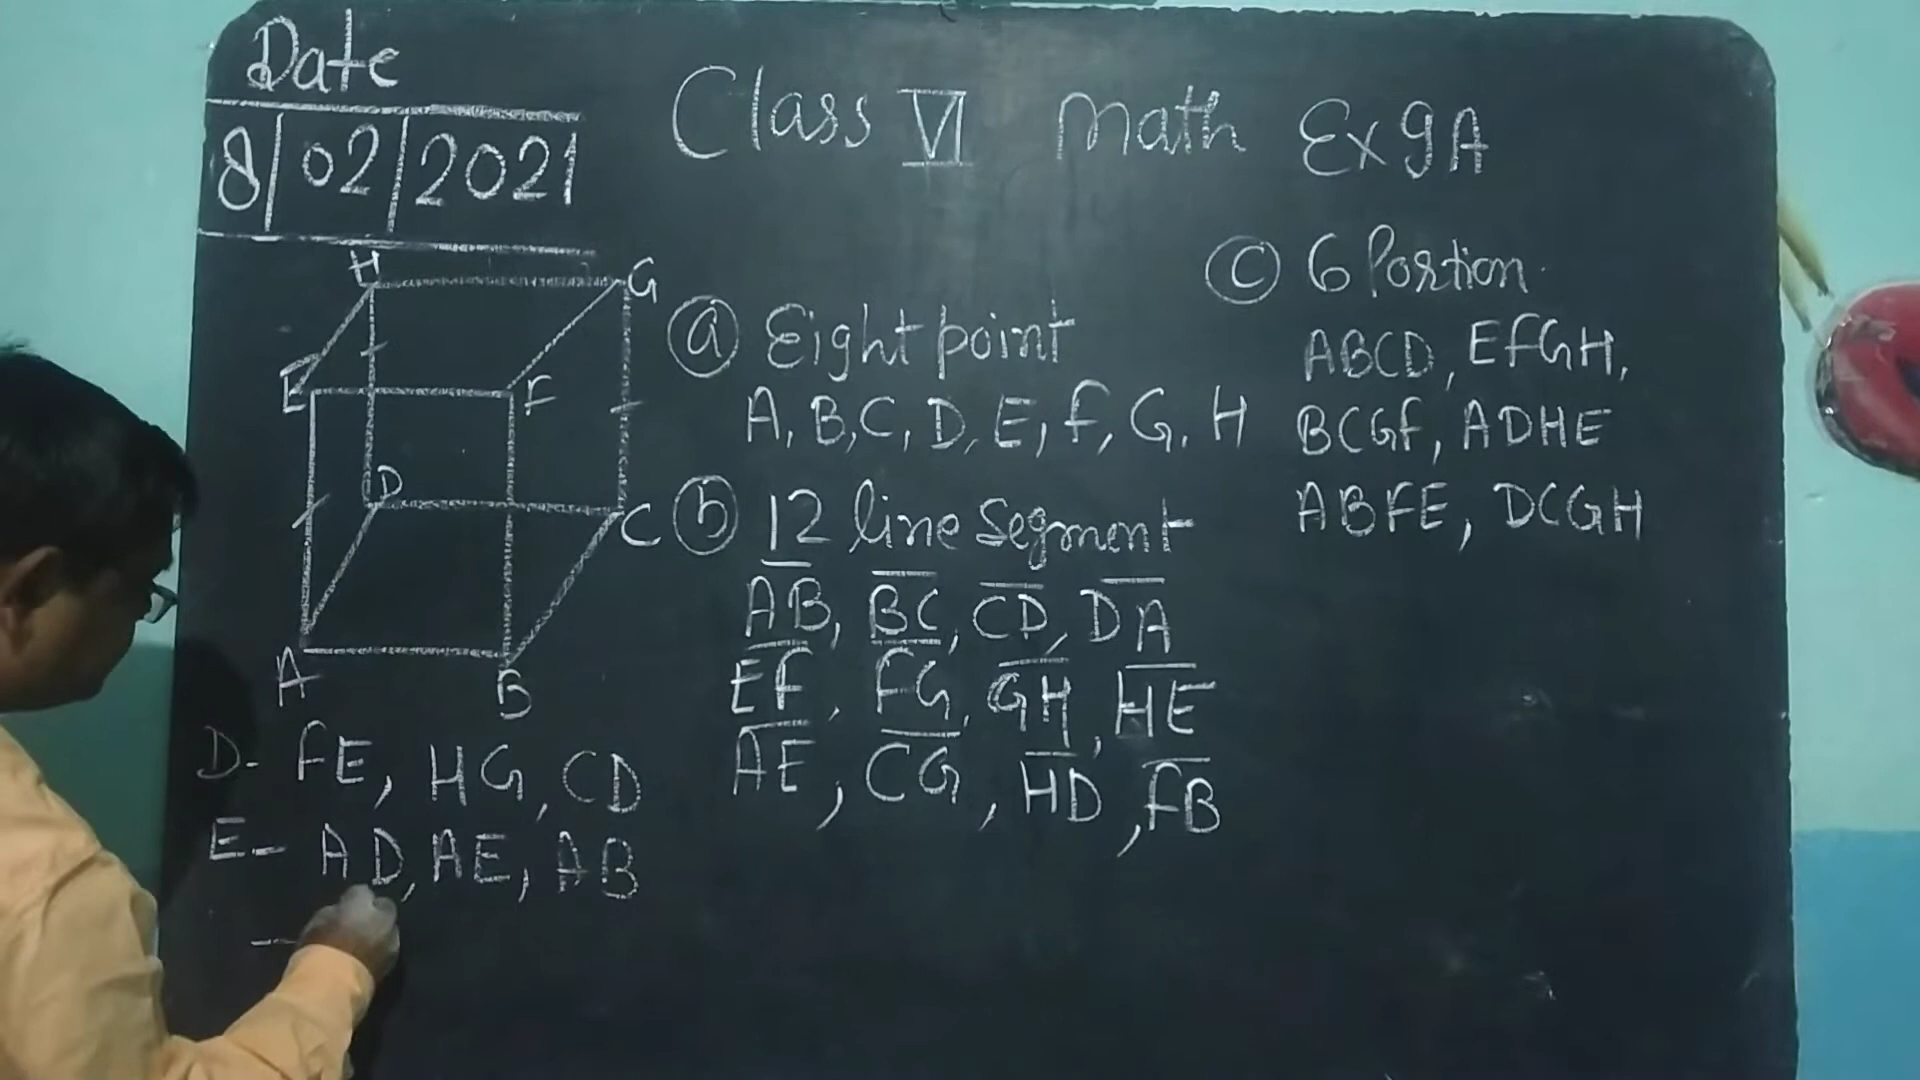 Date
8/02/2021
Class VI Math Ex 9A
H
G
E
F
D
C
A
B
D- FE, HG, CD
E- AD, AE, AB
(a) Eight point
A, B, C, D, E, F, G, H
(b) 12 line segment
AB, BC, CD, DA
EF, FG, GH, HE
AE, CG, HD, FB
(c) 6 Portion
ABCD, EFGH,
BCGF, ADHE
ABFE, DCGH